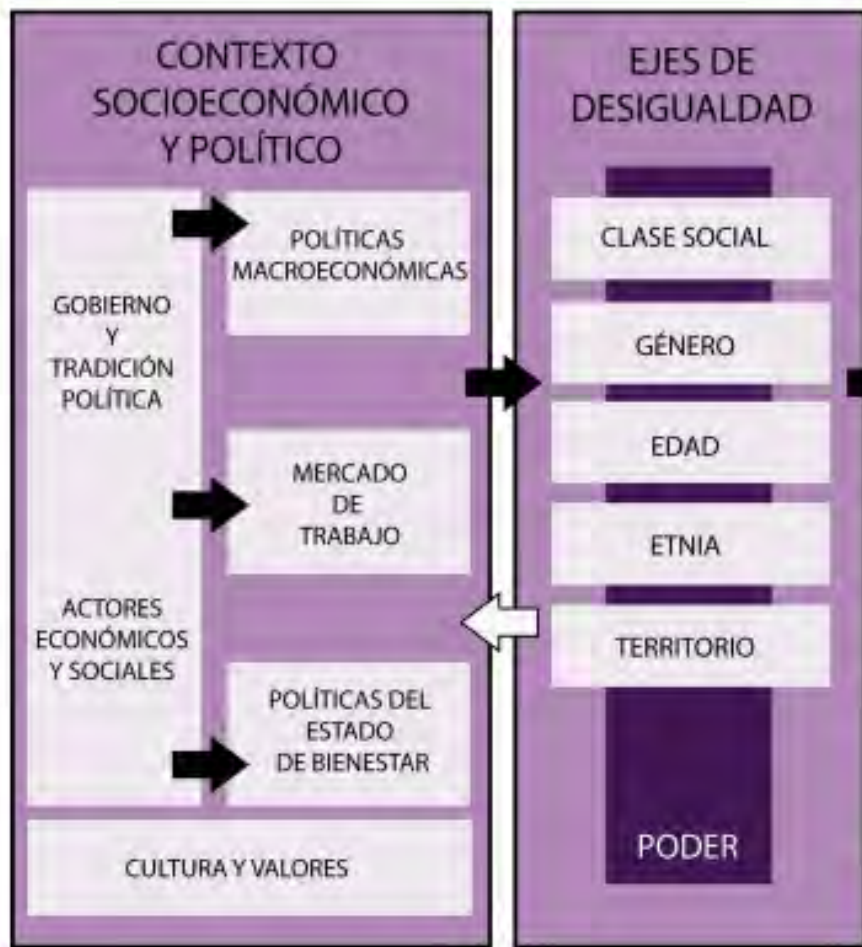 CONTEXTO
SOCIOECONÓMICO
Y POLÍTICO
GOBIERNO
Y
TRADICIÓN
POLÍTICA
ACTORES
ECONÓMICOS
Y SOCIALES
POLÍTICAS
MACROECONÓMICAS
MERCADO
DE
TRABAJO
POLÍTICAS DEL
ESTADO
DE BIENESTAR
CULTURA Y VALORES
EJES DE
DESIGUALDAD
CLASE SOCIAL
GÉNERO
EDAD
ETNIA
TERRITORIO
PODER